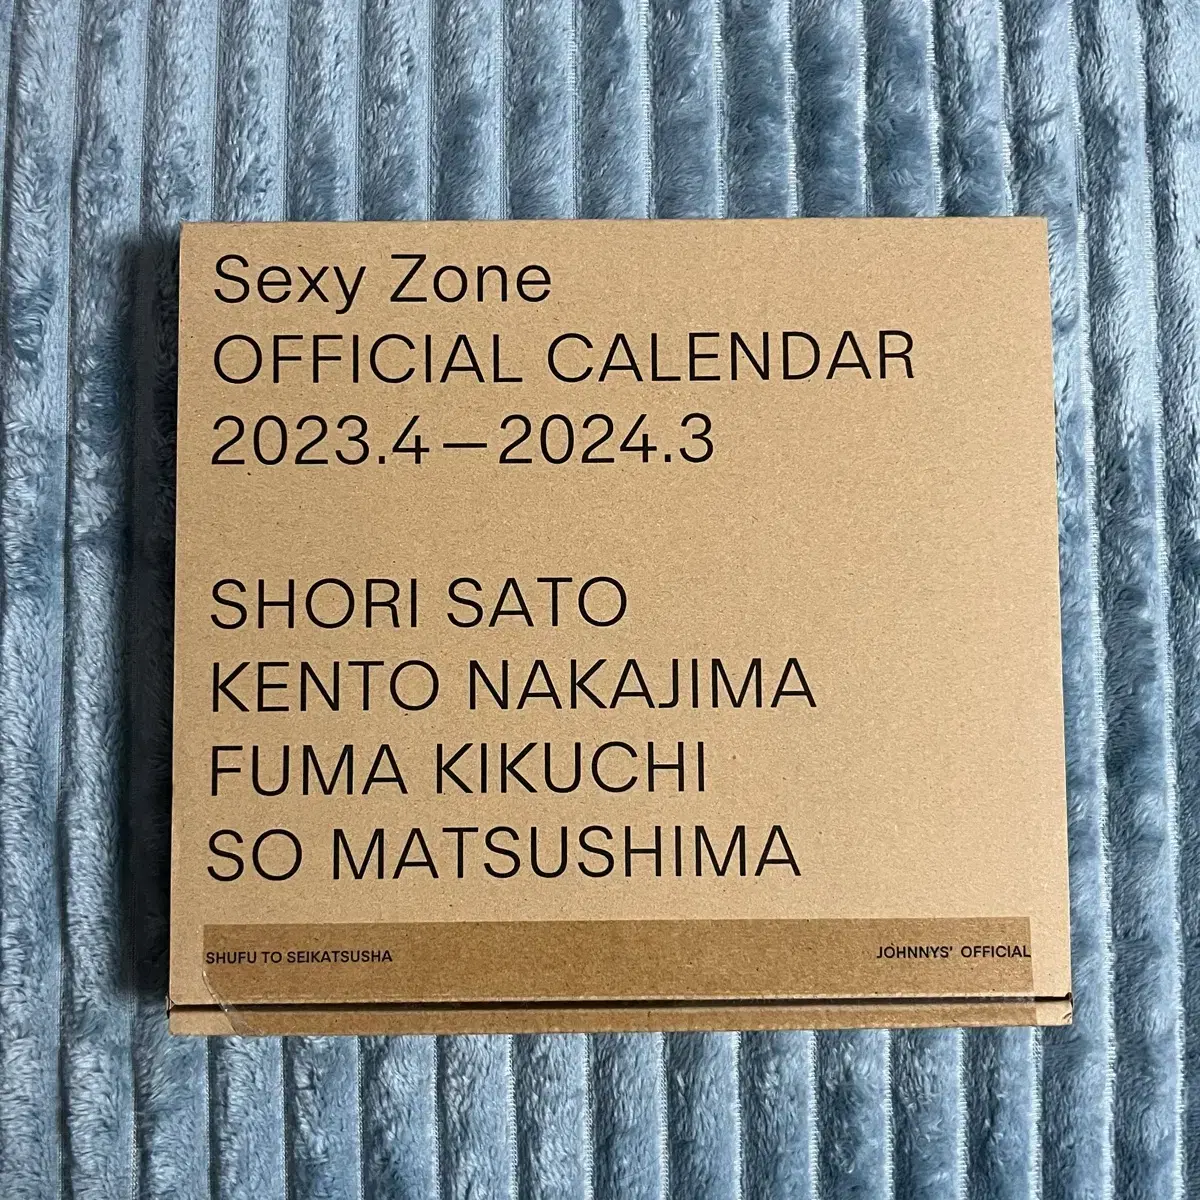 Sexy Zone
OFFICIAL CALENDAR
2023.4—2024.3
SHORI SATO
KENTO NAKAJIMA
FUMA KIKUCHI
SO MATSUSHIMA
SHUFU TO SEIKATSUSHA
JOHNNYS' OFFICIAL